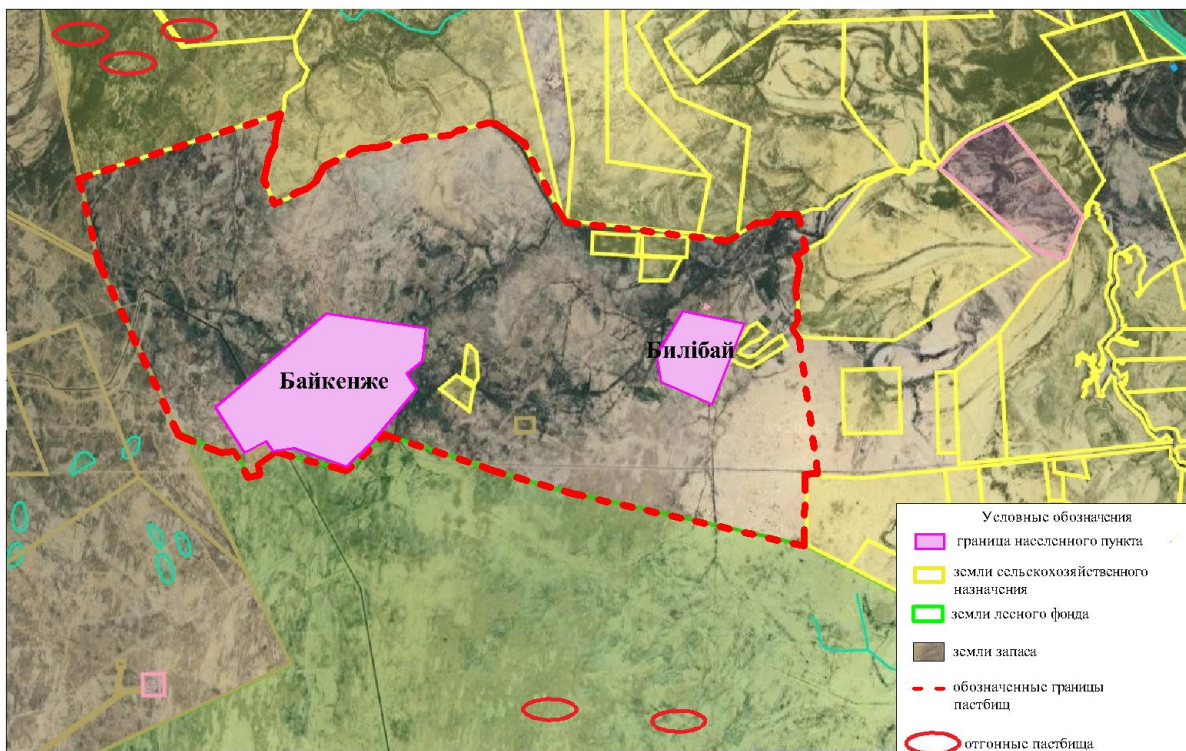 Байкенже
Билібай
Условные обозначения
граница населенного пункта
земли сельскохозяйственного
назначения
земли лесного фонда
земли запаса
обозначенные границы
пастбищ
отгонные пастбища